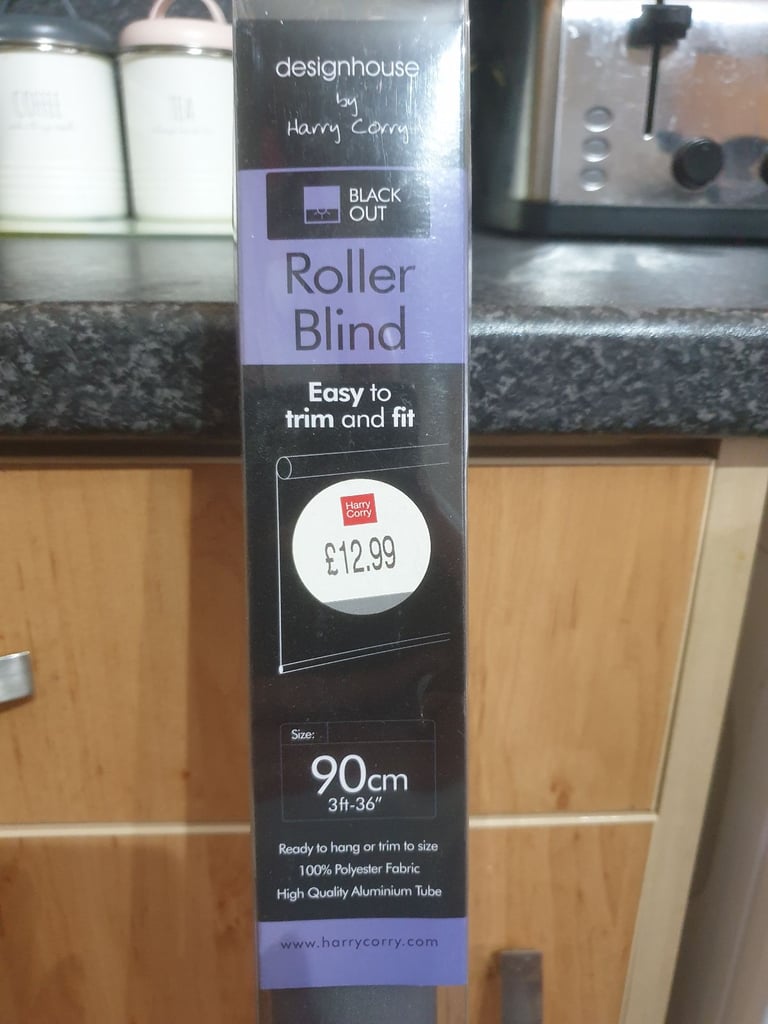 COFFEE
TEA
designhouse
by
Harry Corry
BLACK
OUT
Roller
Blind
Easy to
trim and fit
Harry
Corry
£12.99
Size:
90cm
3ft-36"
Ready to hang or trim to size
100% Polyester Fabric
High Quality Aluminium Tube
www.harrycorry.com